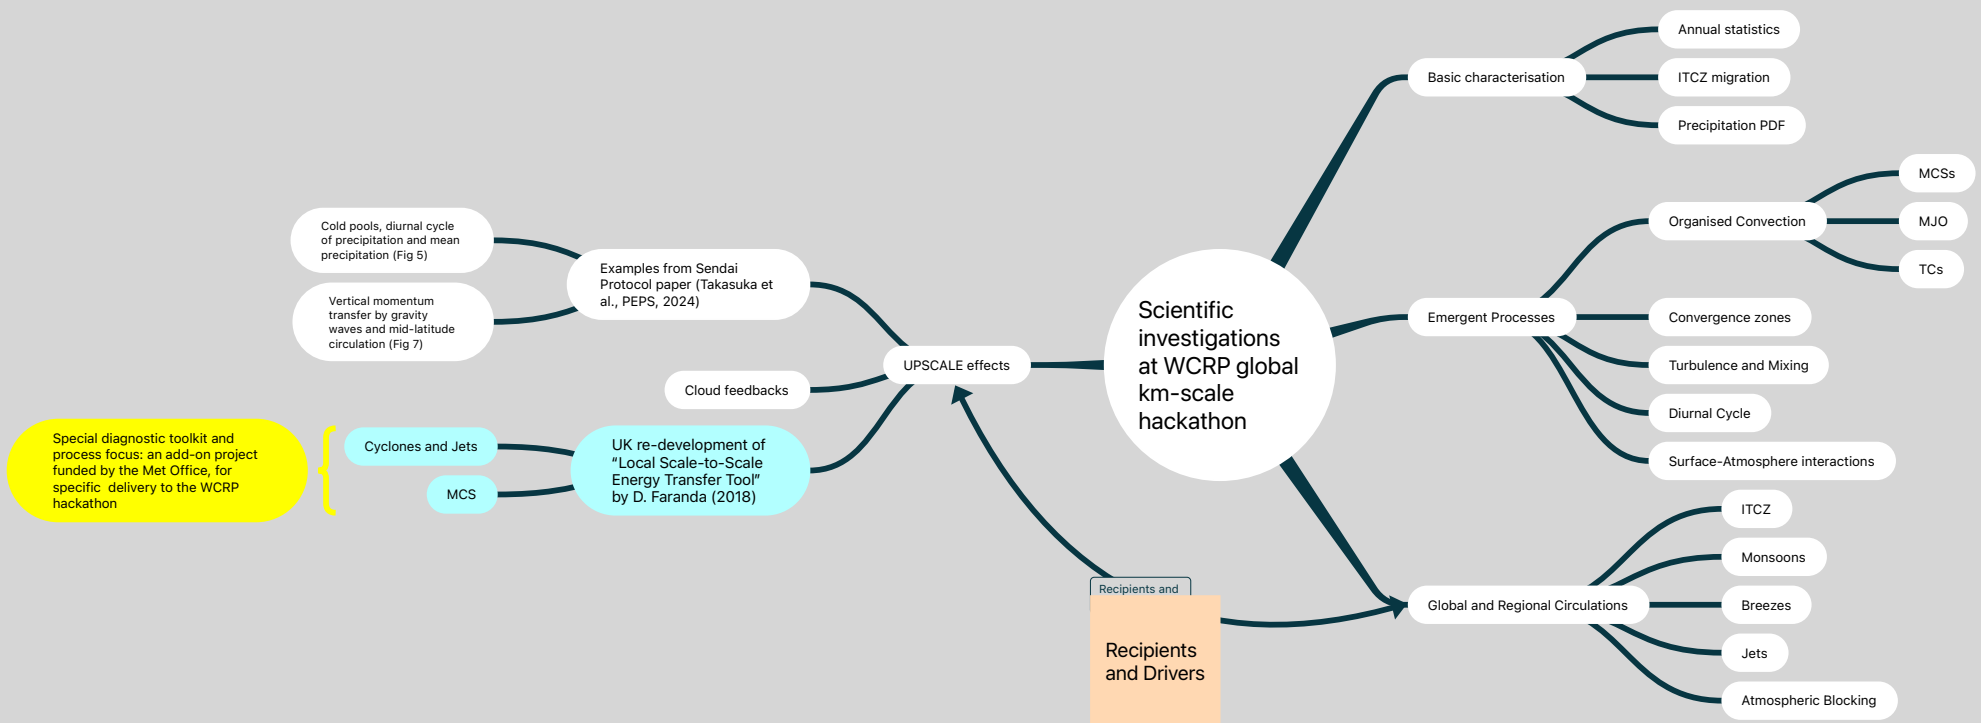 Scientific
investigations
at WCRP global
km-scale
hackathon
Basic characterisation
Annual statistics
ITCZ migration
Precipitation PDF
Emergent Processes
Organised Convection
MCSs
MJO
TCs
Convergence zones
Turbulence and Mixing
Diurnal Cycle
Surface-Atmosphere interactions
Global and Regional Circulations
ITCZ
Monsoons
Breezes
Jets
Atmospheric Blocking
UPSCALE effects
Examples from Sendai
Protocol paper (Takasuka et
al., PEPS, 2024)
Cold pools, diurnal cycle
of precipitation and mean
precipitation (Fig 5)
Vertical momentum
transfer by gravity
waves and mid-latitude
circulation (Fig 7)
Cloud feedbacks
UK re-development of
“Local Scale-to-Scale
Energy Transfer Tool”
by D. Faranda (2018)
Cyclones and Jets
MCS
Special diagnostic toolkit and
process focus: an add-on project
funded by the Met Office, for
specific  delivery to the WCRP
hackathon
Recipients and
Recipients
and Drivers